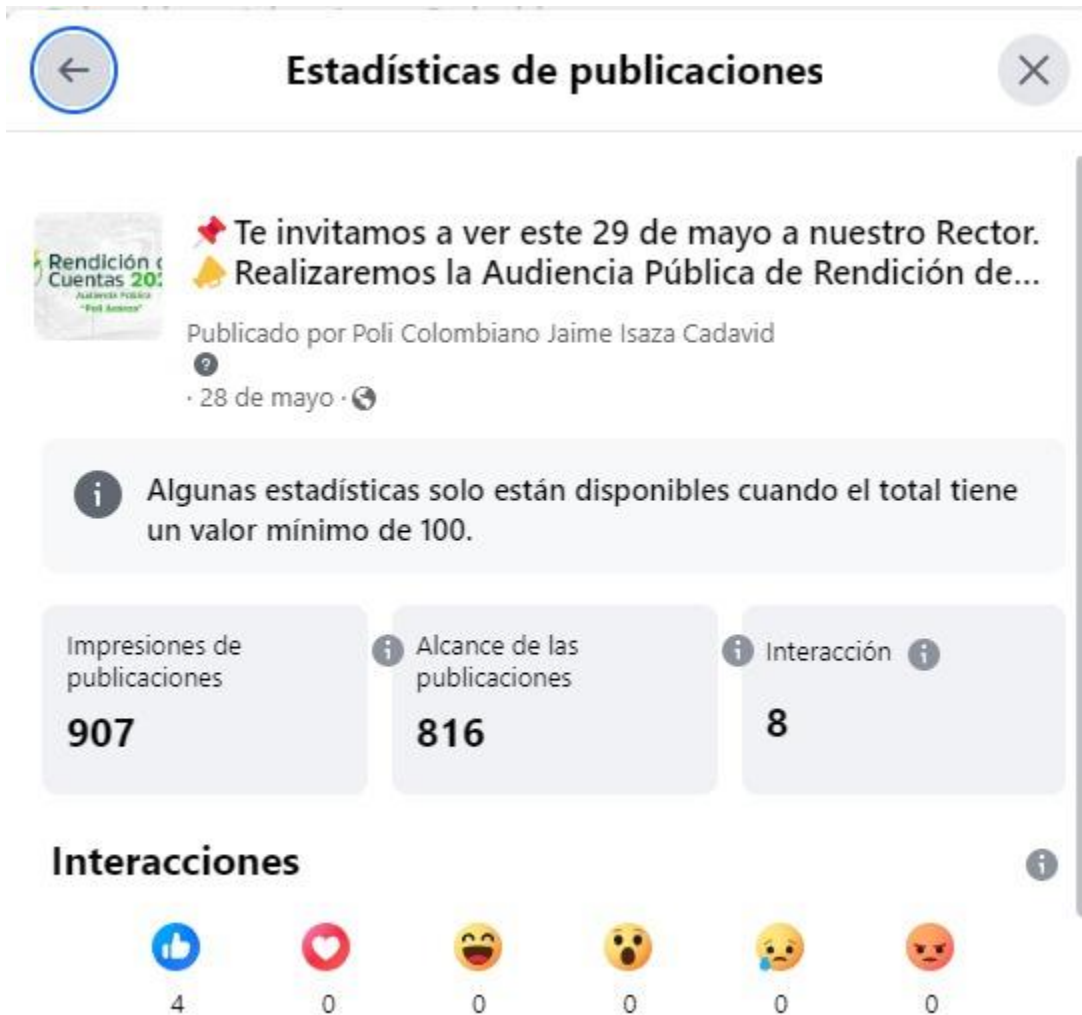 Estadísticas de publicaciones
Rendición
Cuentas 20
Audiencia Pública
📌 Te invitamos a ver este 29 de mayo a nuestro Rector.
📣 Realizaremos la Audiencia Pública de Rendición de...
Publicado por Poli Colombiano Jaime Isaza Cadavid
· 28 de mayo ·
Algunas estadísticas solo están disponibles cuando el total tiene
un valor mínimo de 100.
Impresiones de
publicaciones
907
Alcance de las
publicaciones
816
Interacción
8
Interacciones
4
0
0
0
0
0